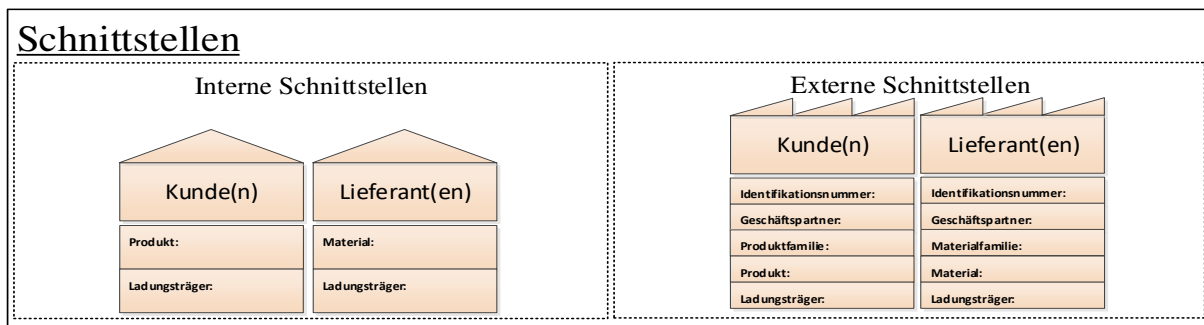 Schnittstellen
Interne Schnittstellen
Kunde(n)
Produkt:
Ladungsträger:
Lieferant(en)
Material:
Ladungsträger:
Externe Schnittstellen
Kunde(n)
Identifikationsnummer:
Geschäftspartner:
Produktfamilie:
Produkt:
Ladungsträger:
Lieferant(en)
Identifikationsnummer:
Geschäftspartner:
Materialfamilie:
Material:
Ladungsträger: